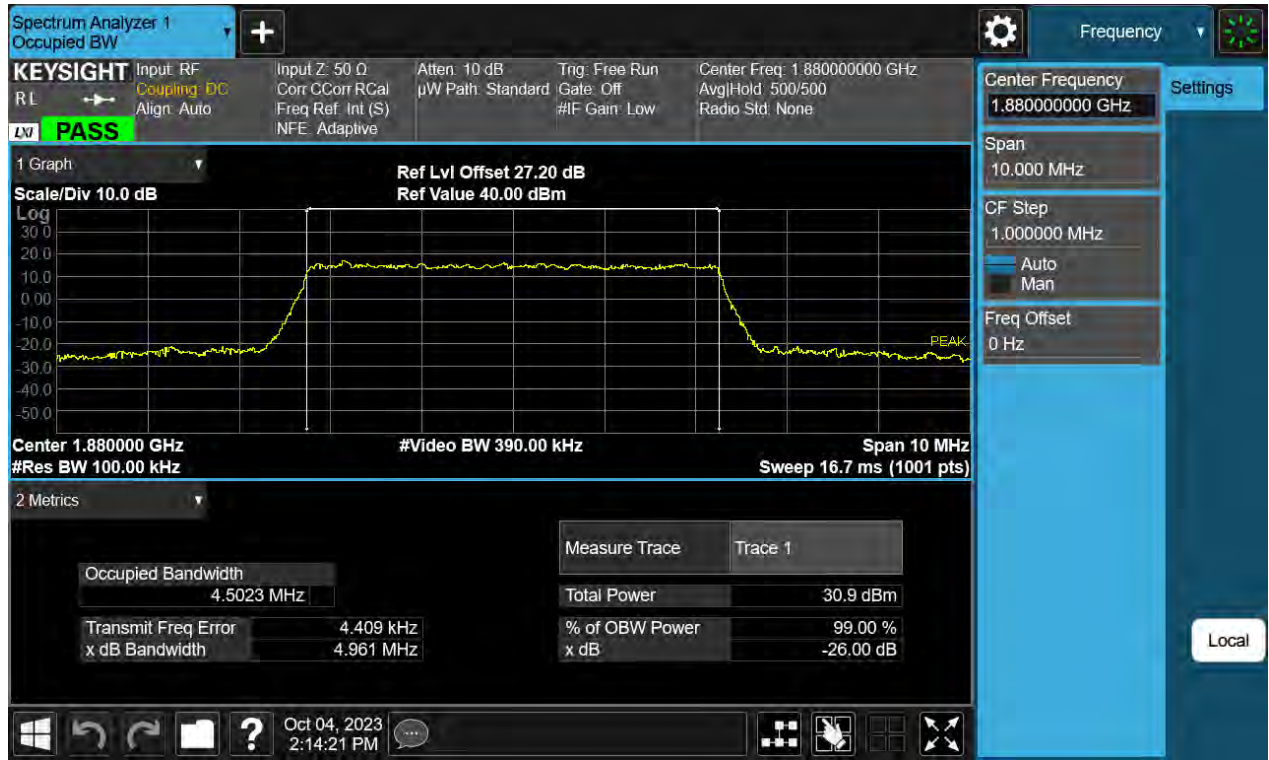 Spectrum Analyzer 1
Occupied BW
+
Frequency
KEYSIGHT
RL
LXI
PASS
Input: RF
Coupling: DC
Align: Auto
Input Z: 50 Ω
Corr CCorr RCal
Freq Ref: Int (S)
NFE: Adaptive
Atten: 10 dB
µW Path: Standard
Trig: Free Run
Gate: Off
#IF Gain: Low
Center Freq: 1.880000000 GHz
Avg|Hold: 500/500
Radio Std: None
Center Frequency
1.880000000 GHz
Settings
Span
10.000 MHz
CF Step
1.000000 MHz
Auto
Man
Freq Offset
0 Hz
Local
1 Graph
Scale/Div 10.0 dB
Ref Lvl Offset 27.20 dB
Ref Value 40.00 dBm
Log
30.0
20.0
10.0
0.00
-10.0
-20.0
-30.0
-40.0
-50.0
PEAK
Center 1.880000 GHz
#Res BW 100.00 kHz
#Video BW 390.00 kHz
Span 10 MHz
Sweep 16.7 ms (1001 pts)
2 Metrics
Measure Trace Trace 1
Occupied Bandwidth
4.5023 MHz
Total Power 30.9 dBm
Transmit Freq Error 4.409 kHz
% of OBW Power 99.00 %
x dB Bandwidth 4.961 MHz
x dB -26.00 dB
?
Oct 04, 2023
2:14:21 PM